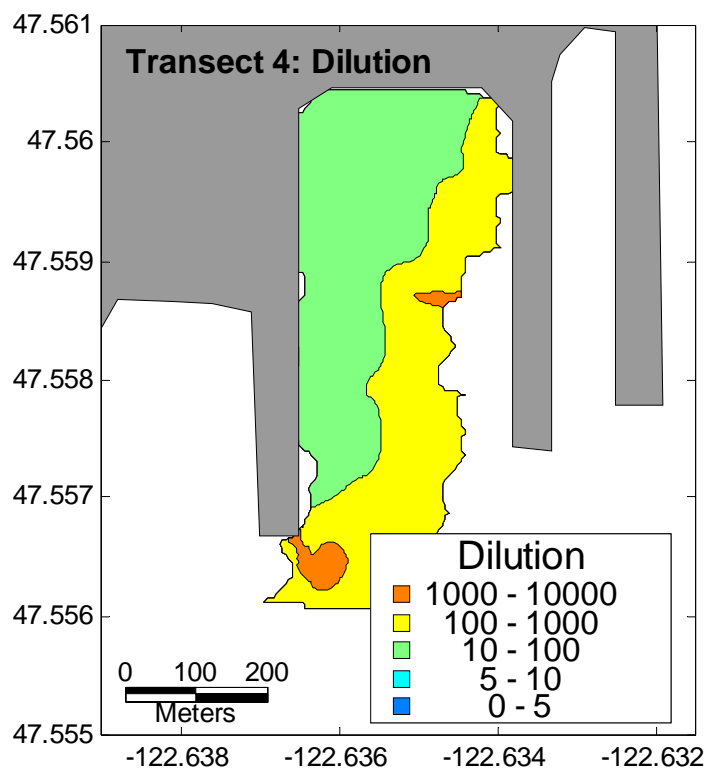 47.561
Transect 4: Dilution
47.56
47.559
47.558
47.557
47.556
47.555
Dilution
1000 - 10000
100 - 1000
10 - 100
5 - 10
0 - 5
0 100 200
Meters
-122.638 -122.636 -122.634 -122.632